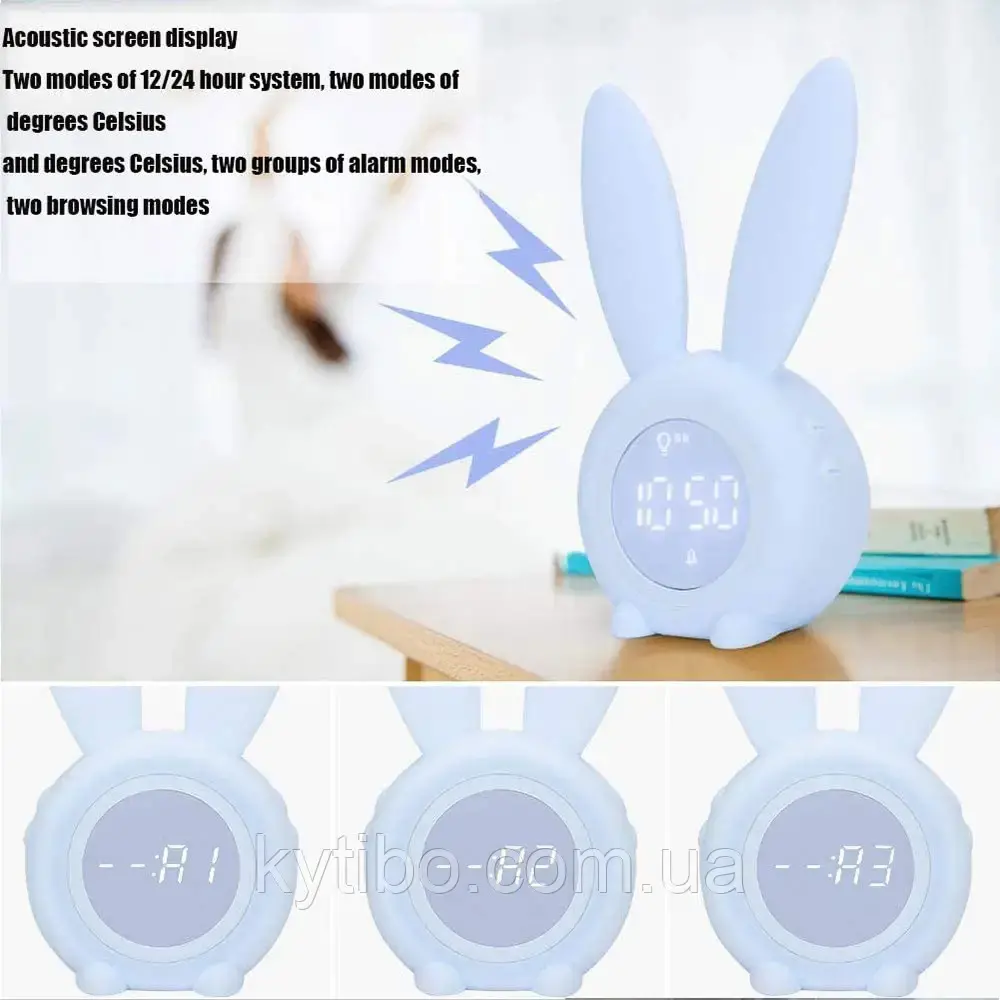 Acoustic screen display
Two modes of 12/24 hour system, two modes of
degrees Celsius
and degrees Celsius, two groups of alarm modes,
two browsing modes
10:50
--:A1
--:A2
--:A3
kytibo.com.ua